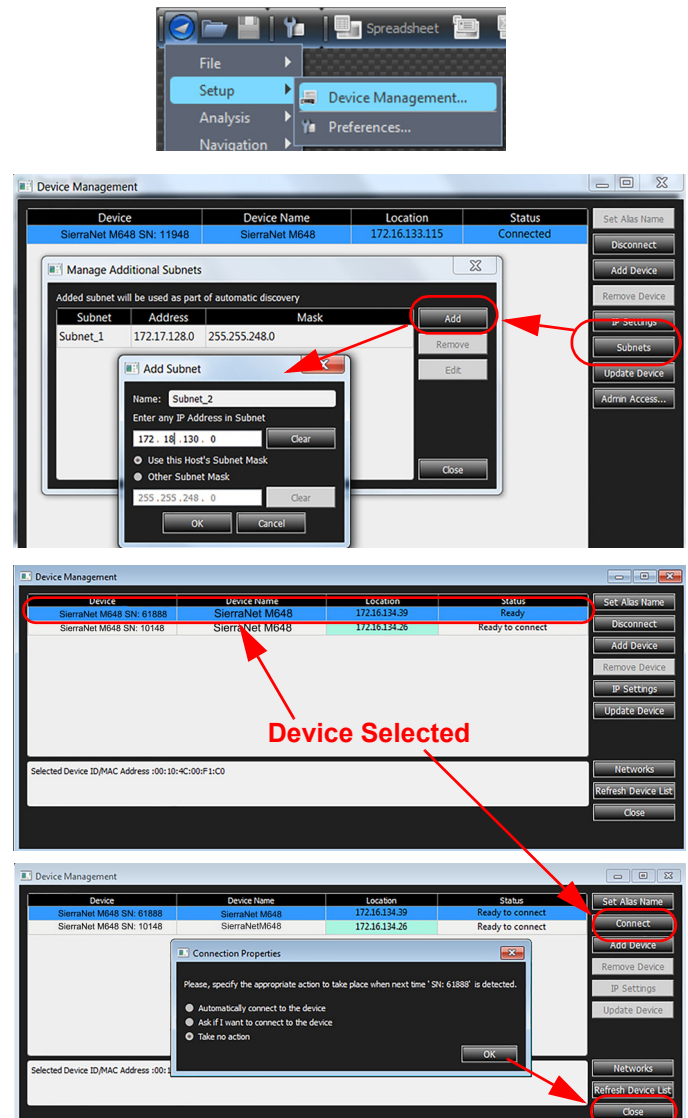 Spreadsheet
File
Setup
Device Management...
Analysis
Preferences...
Navigation
Device Management
Device Device Name Location Status
SierraNet M648 SN: 11948 SierraNet M648 172.16.133.115 Connected
Set Alias Name
Disconnect
Add Device
Remove Device
IP Settings
Subnets
Update Device
Admin Access...
Manage Additional Subnets
Added subnet will be used as part of automatic discovery
Subnet Address Mask
Subnet_1 172.17.128.0 255.255.248.0
Add
Remove
Edit
Close
Add Subnet
Name: Subnet_2
Enter any IP Address in Subnet
172 . 18 .130 . 0 Clear
Use this Host's Subnet Mask
Other Subnet Mask
255 .255 .248 . 0 Clear
OK Cancel
Device Management
Device Device Name Location Status
SierraNet M648 SN: 61888 SierraNet M648 172.16.134.39 Ready
SierraNet M648 SN: 10148 SierraNet M648 172.16.134.26 Ready to connect
Set Alias Name
Disconnect
Add Device
Remove Device
IP Settings
Update Device
Device Selected
Selected Device ID/MAC Address :00:10:4C:00:F1:C0
Networks
Refresh Device List
Close
Device Management
Device Device Name Location Status
SierraNet M648 SN: 61888 SierraNet M648 172.16.134.39 Ready to connect
SierraNet M648 SN: 10148 SierraNetM648 172.16.134.26 Ready to connect
Set Alias Name
Connect
Add Device
Remove Device
IP Settings
Update Device
Connection Properties
Please, specify the appropriate action to take place when next time ' SN: 61888' is detected.
Automatically connect to the device
Ask if I want to connect to the device
Take no action
OK
Selected Device ID/MAC Address :00:1
Networks
Refresh Device List
Close